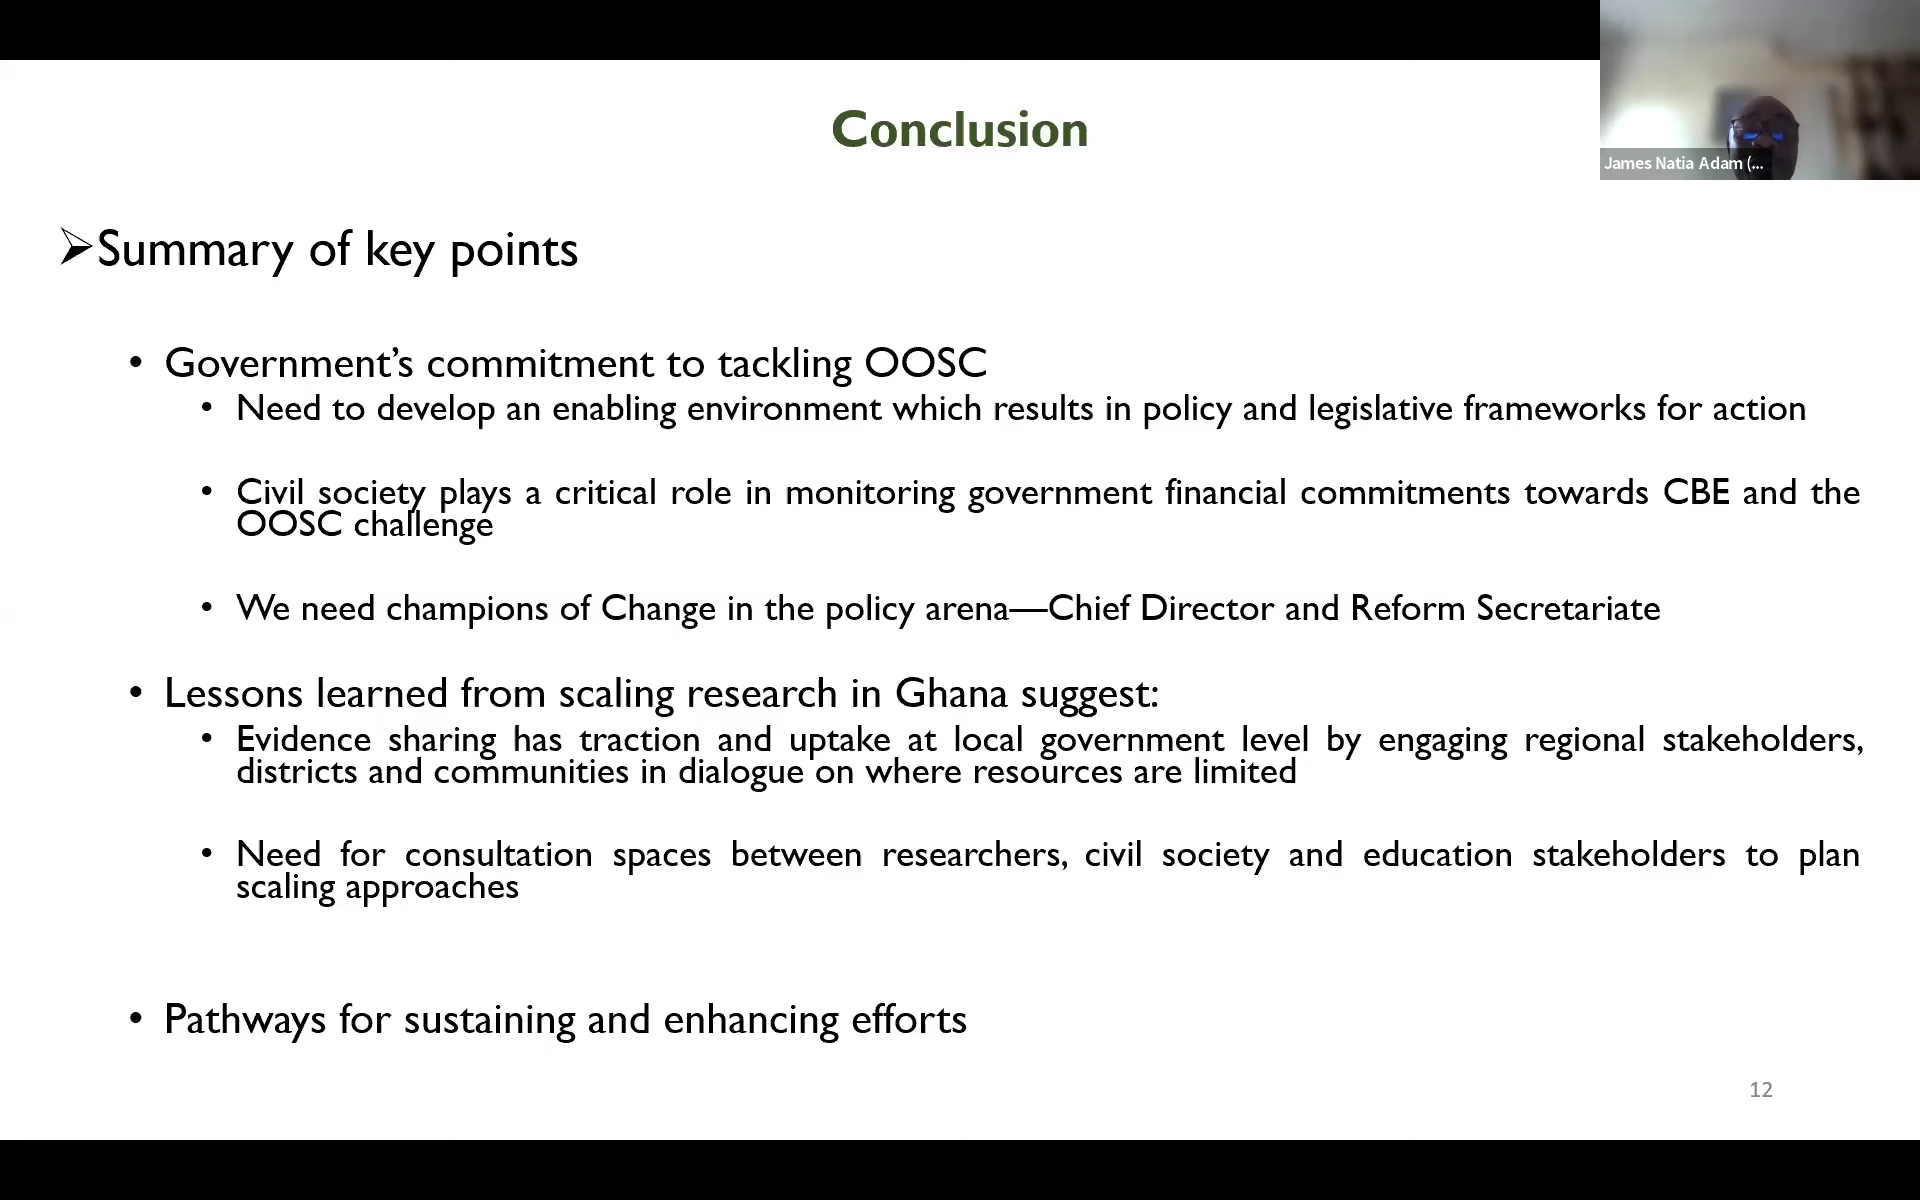 Conclusion
James Natia Adam (...
➢Summary of key points
• Government’s commitment to tackling OOSC
• Need to develop an enabling environment which results in policy and legislative frameworks for action
• Civil society plays a critical role in monitoring government financial commitments towards CBE and the
OOSC challenge
• We need champions of Change in the policy arena—Chief Director and Reform Secretariate
• Lessons learned from scaling research in Ghana suggest:
• Evidence sharing has traction and uptake at local government level by engaging regional stakeholders,
districts and communities in dialogue on where resources are limited
• Need for consultation spaces between researchers, civil society and education stakeholders to plan
scaling approaches
• Pathways for sustaining and enhancing efforts
12